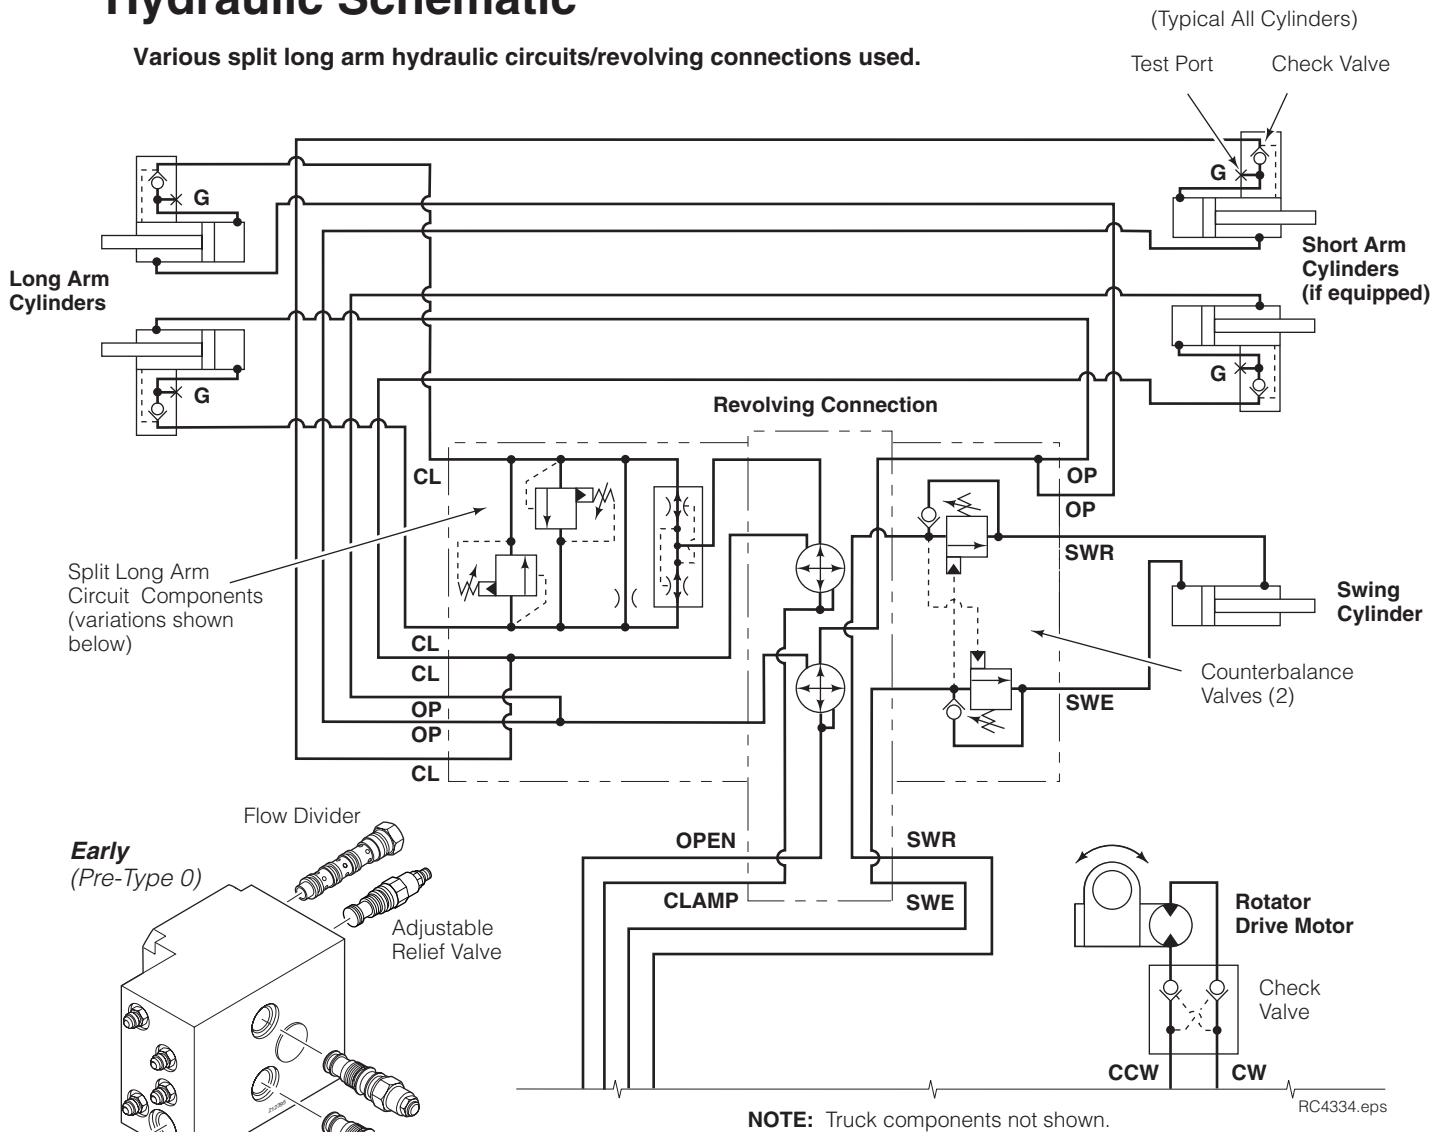 Hydraulic Schematic
Various split long arm hydraulic circuits/revolving connections used.
(Typical All Cylinders)
Test Port
Check Valve
G
G
Long Arm
Cylinders
Short Arm
Cylinders
(if equipped)
G
G
Revolving Connection
CL
OP
OP
SWR
Split Long Arm
Circuit Components
(variations shown
below)
Swing
Cylinder
CL
CL
OP
OP
CL
SWE
Counterbalance
Valves (2)
Flow Divider
Early
(Pre-Type 0)
Adjustable
Relief Valve
OPEN
SWR
CLAMP
SWE
Rotator
Drive Motor
Check
Valve
CCW
CW
RC4334.eps
NOTE: Truck components not shown.